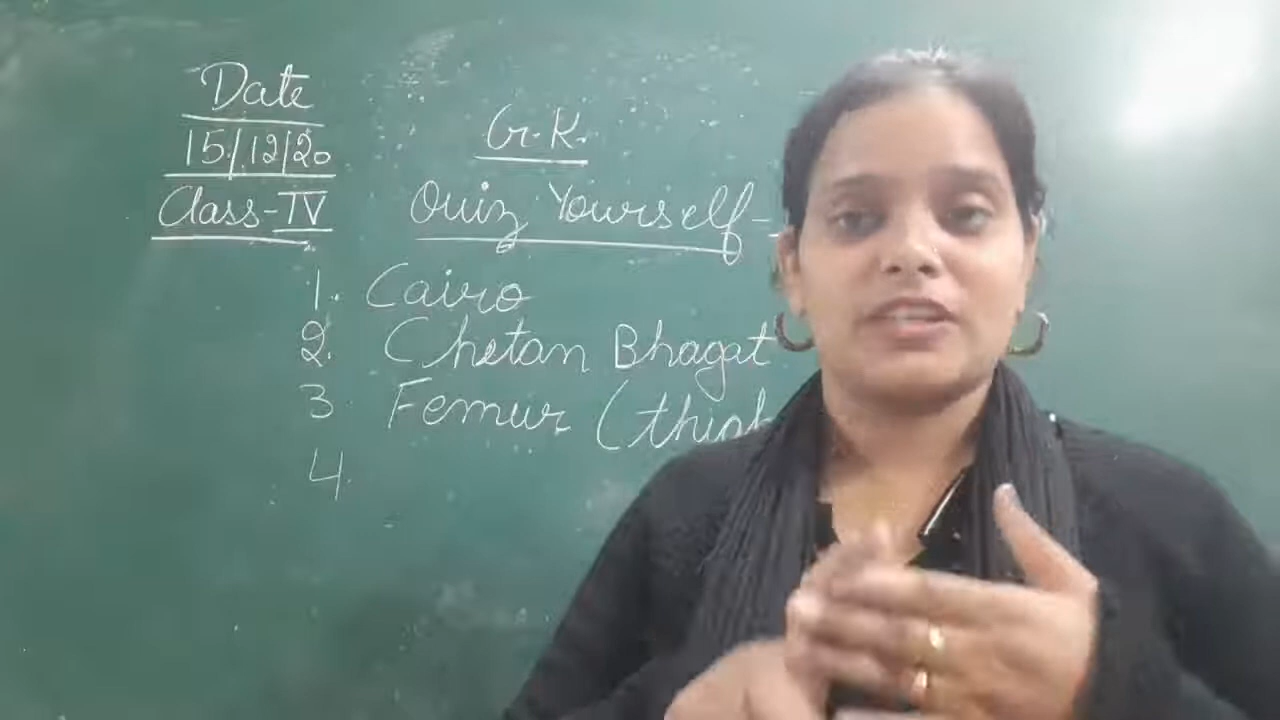 Date
15/12/20
Class-IV
G.K.
Quiz Yourself-
1. Cairo
2. Chetan Bhagat
3 Femur (thigh
4.